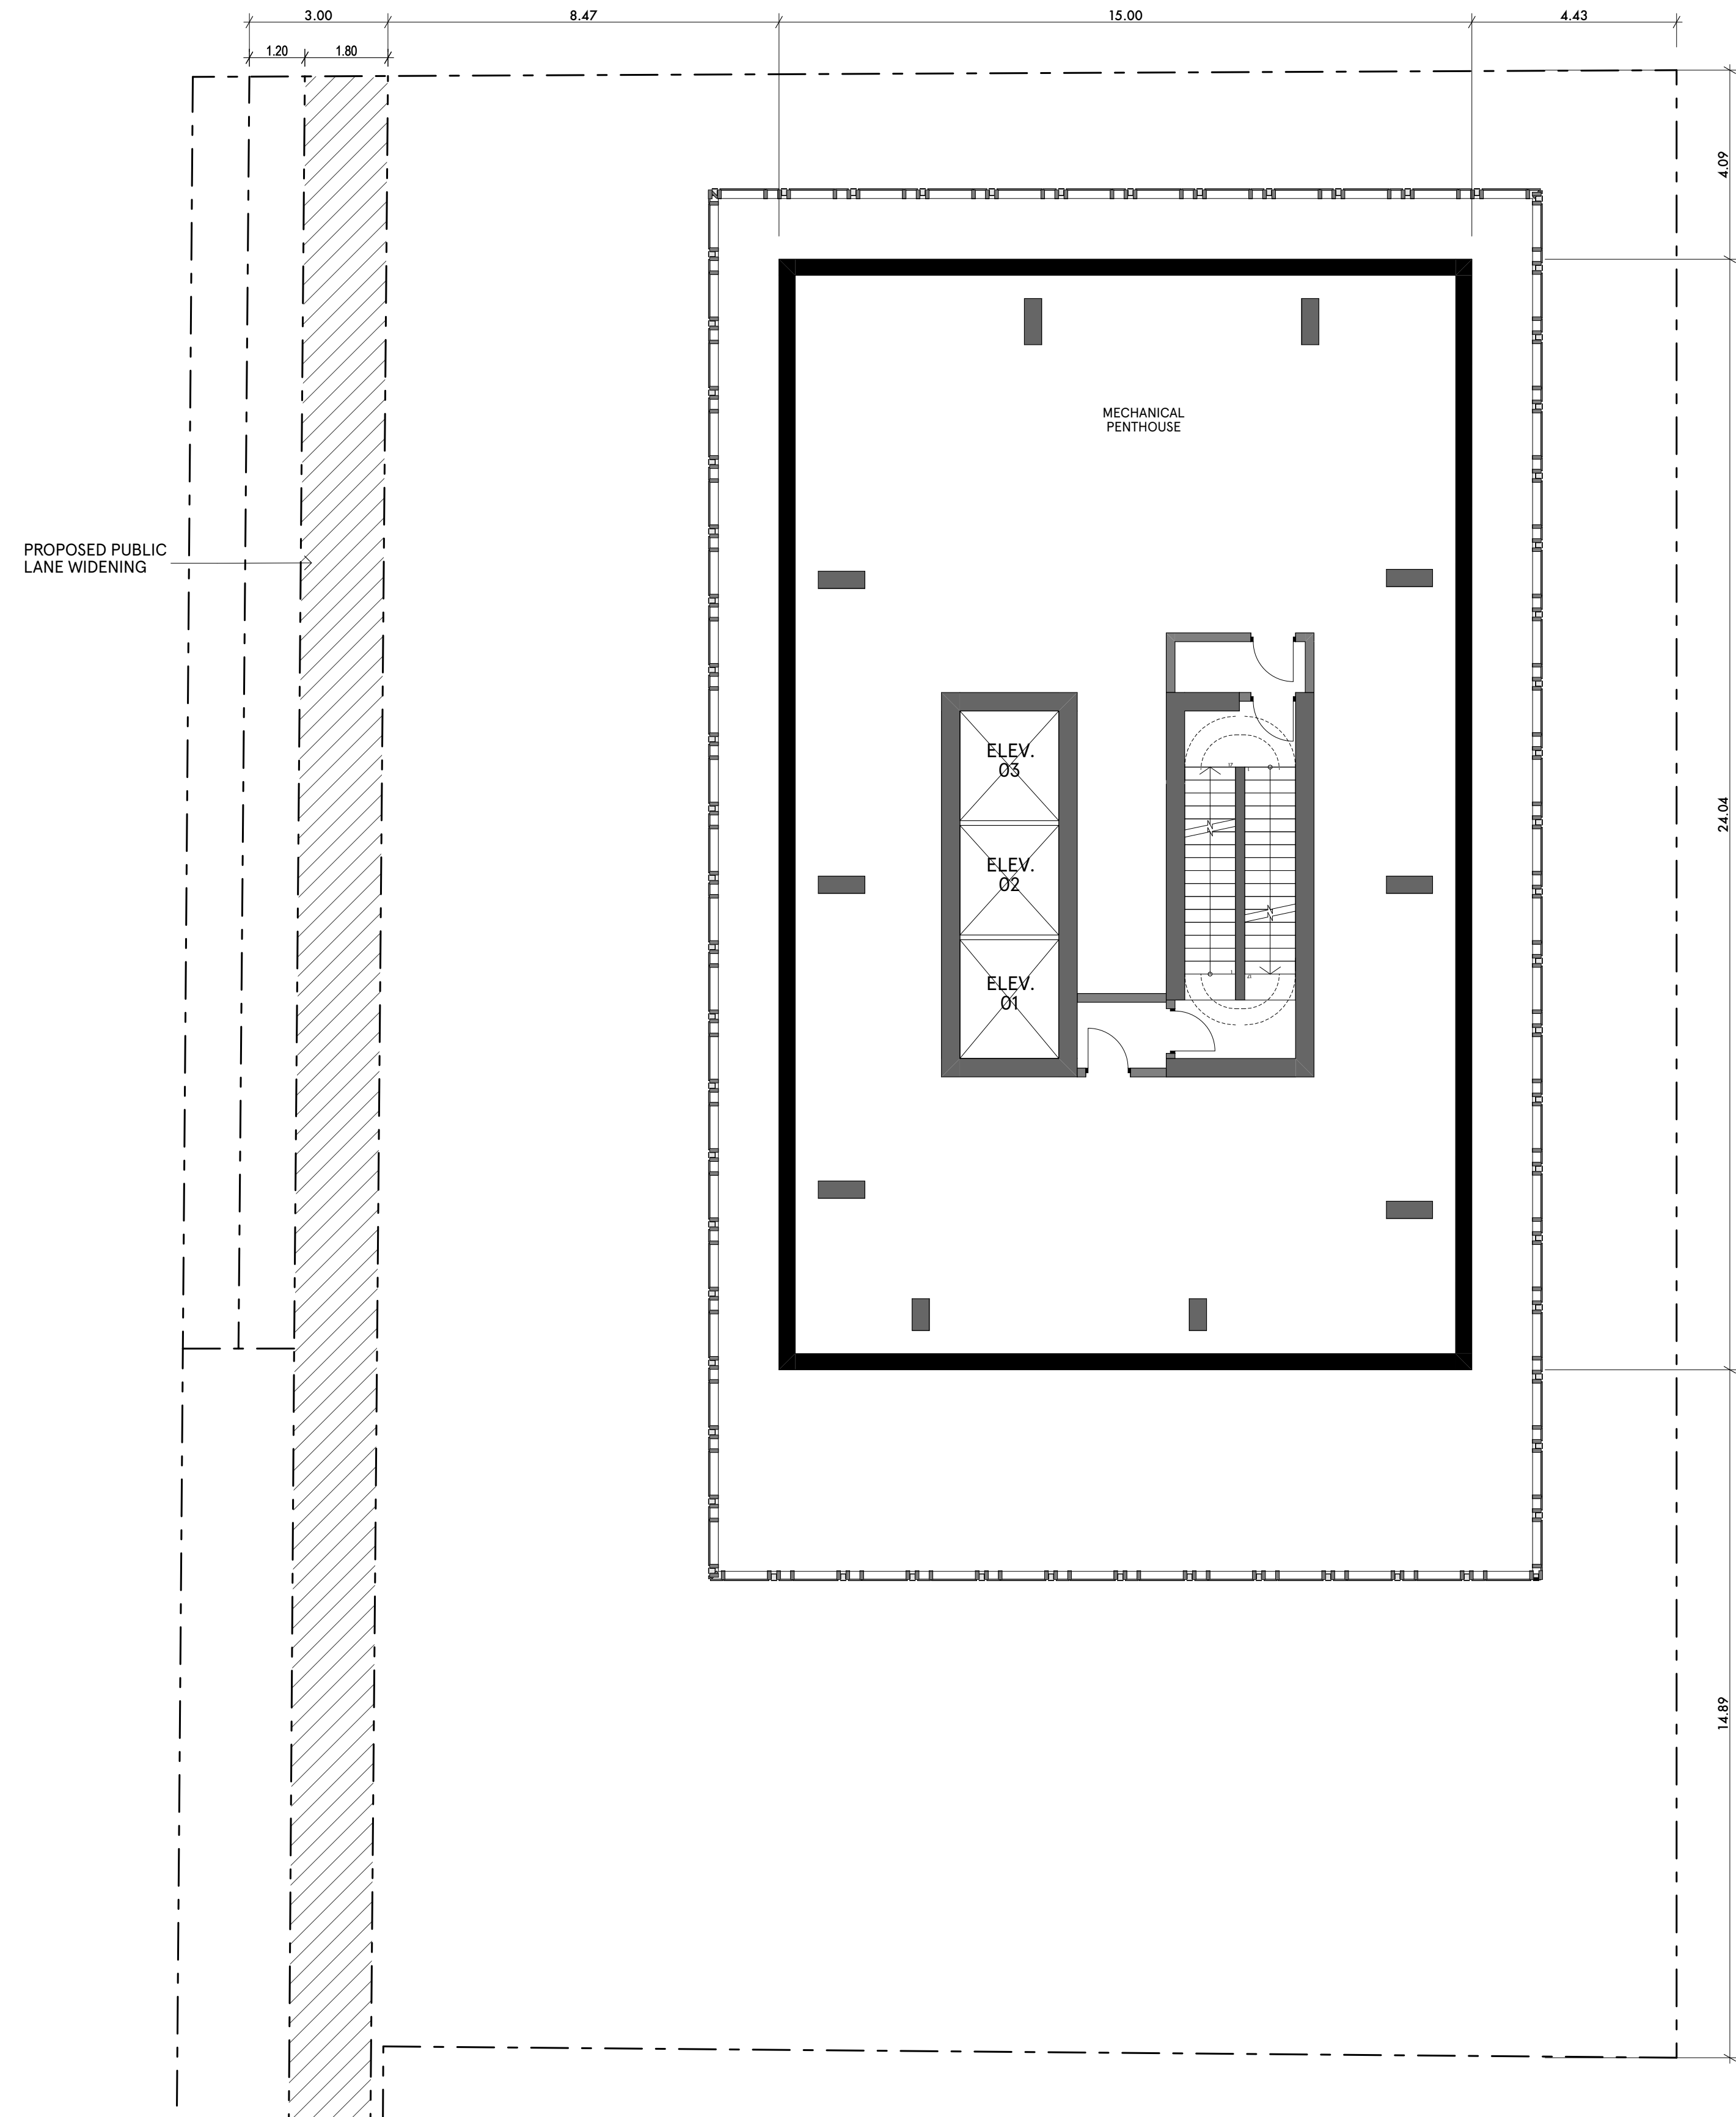 3.00
8.47
15.00
4.43
1.20
1.80
4.09
MECHANICAL
PENTHOUSE
PROPOSED PUBLIC
LANE WIDENING
ELEV.
03
24.04
ELEV.
02
ELEV.
01
14.89